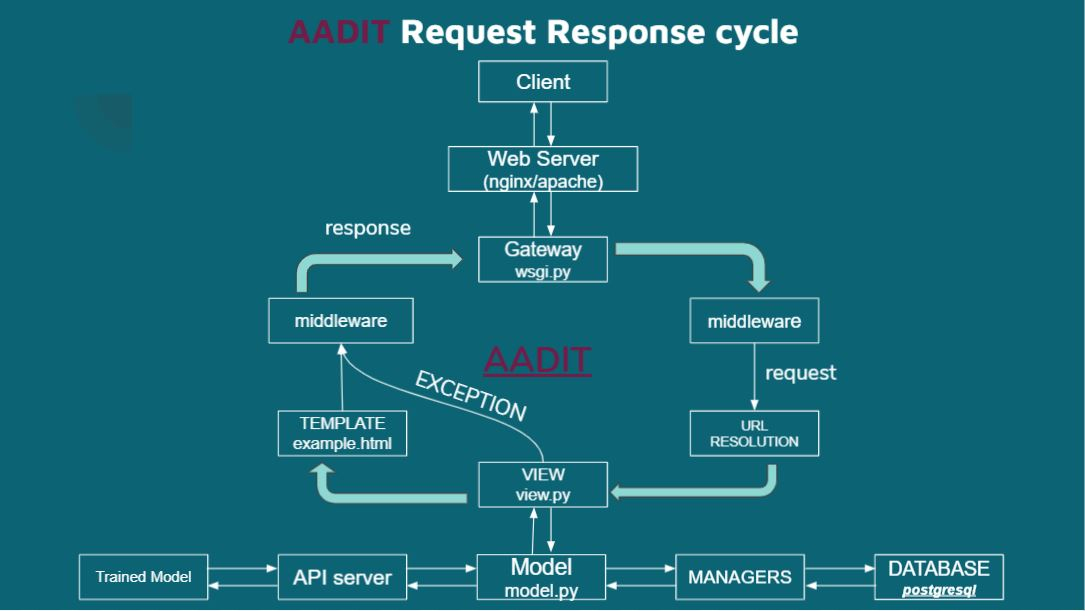 AADIT Request Response cycle
Client
Web Server
(nginx/apache)
response
Gateway
wsgi.py
middleware
middleware
AADIT
request
EXCEPTION
TEMPLATE
example.html
URL
RESOLUTION
VIEW
view.py
Trained Model
API server
Model
model.py
MANAGERS
DATABASE
postgresql